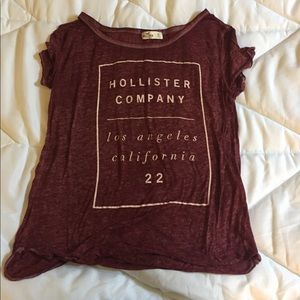 HOLLISTER
COMPANY
los angeles
california
22